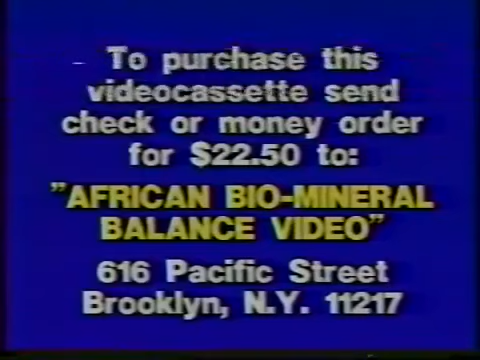 To purchase this
videocassette send
check or money order
for $22.50 to:
"AFRICAN BIO-MINERAL
BALANCE VIDEO"
616 Pacific Street
Brooklyn, N.Y. 11217